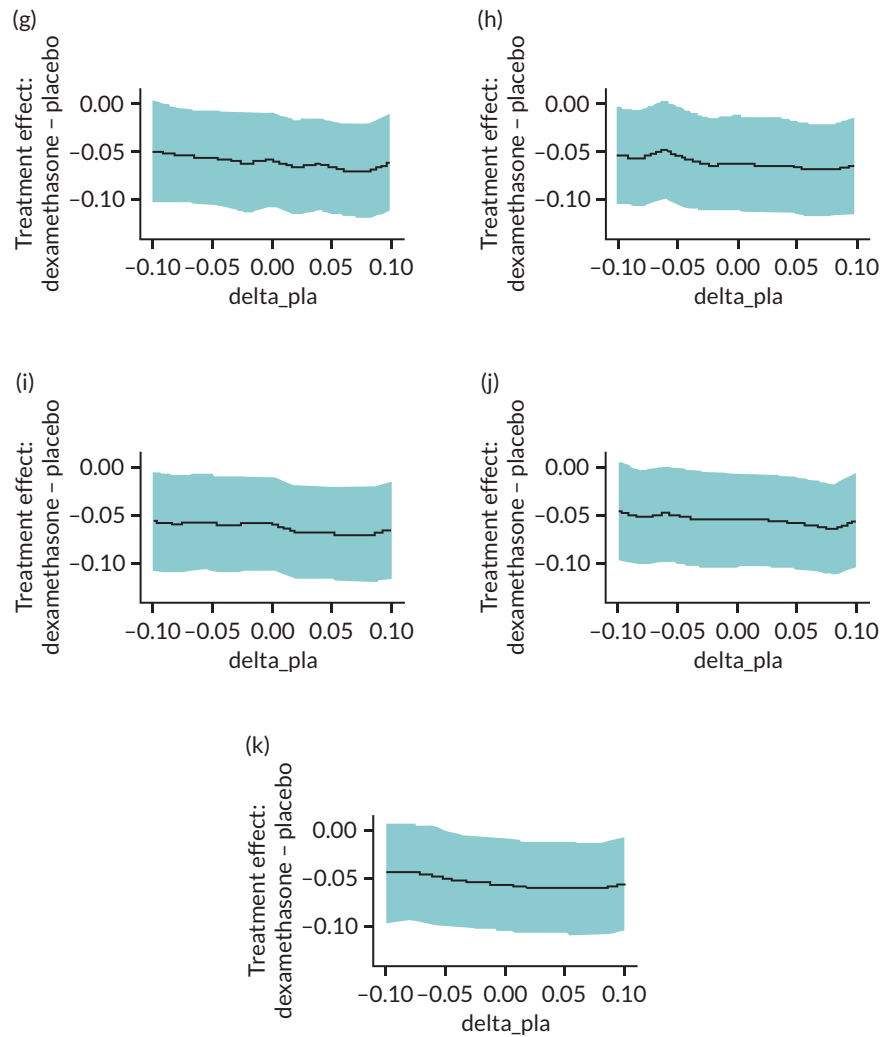 (g)
Treatment effect:
dexamethasone – placebo
0.00
–0.05
–0.10
–0.10 –0.05 0.00 0.05 0.10
delta_pla
(h)
Treatment effect:
dexamethasone – placebo
0.00
–0.05
–0.10
–0.10 –0.05 0.00 0.05 0.10
delta_pla
(i)
Treatment effect:
dexamethasone – placebo
0.00
–0.05
–0.10
–0.10 –0.05 0.00 0.05 0.10
delta_pla
(j)
Treatment effect:
dexamethasone – placebo
0.00
–0.05
–0.10
–0.10 –0.05 0.00 0.05 0.10
delta_pla
(k)
Treatment effect:
dexamethasone – placebo
0.00
–0.05
–0.10
–0.10 –0.05 0.00 0.05 0.10
delta_pla